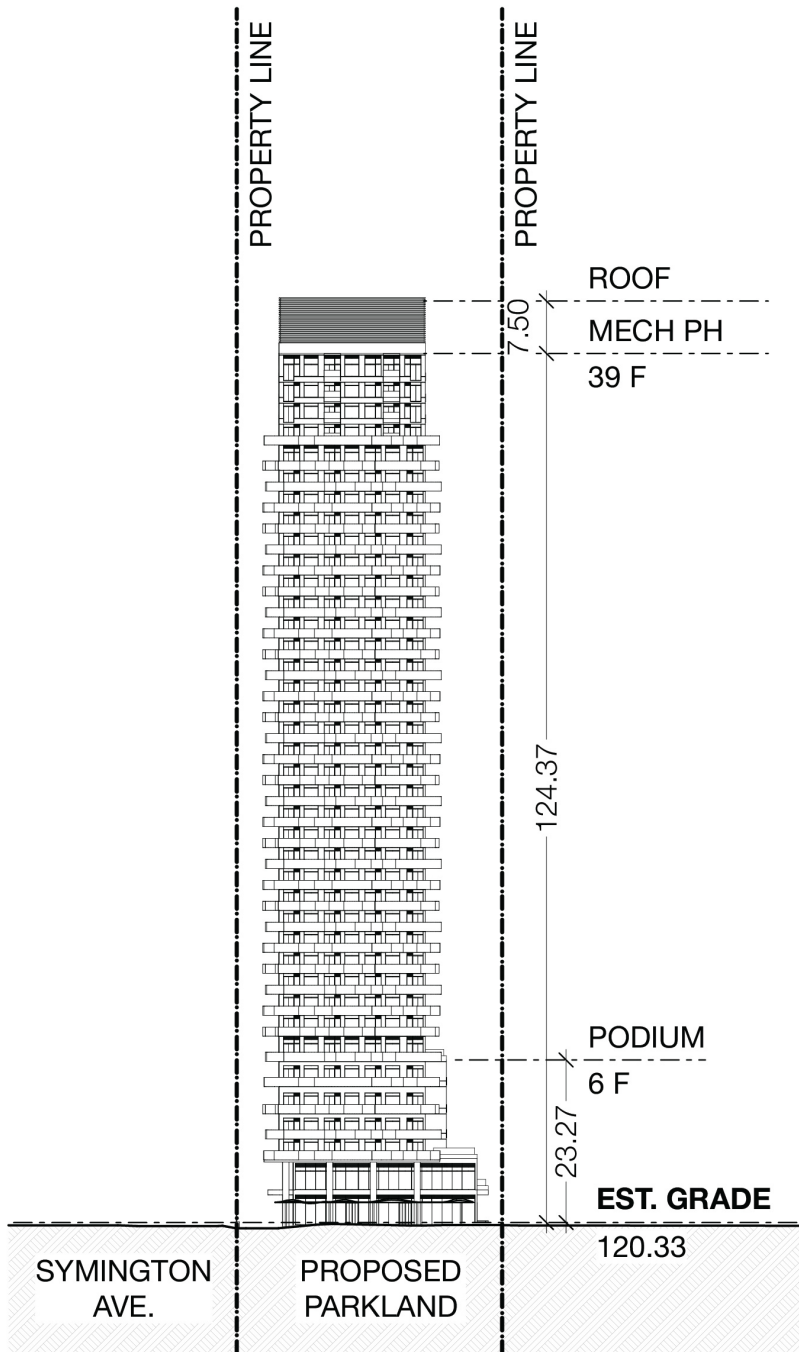 PROPERTY LINE
PROPERTY LINE
ROOF
7.50
MECH PH
39 F
124.37
PODIUM
6 F
23.27
EST. GRADE
120.33
SYMINGTON
AVE.
PROPOSED
PARKLAND